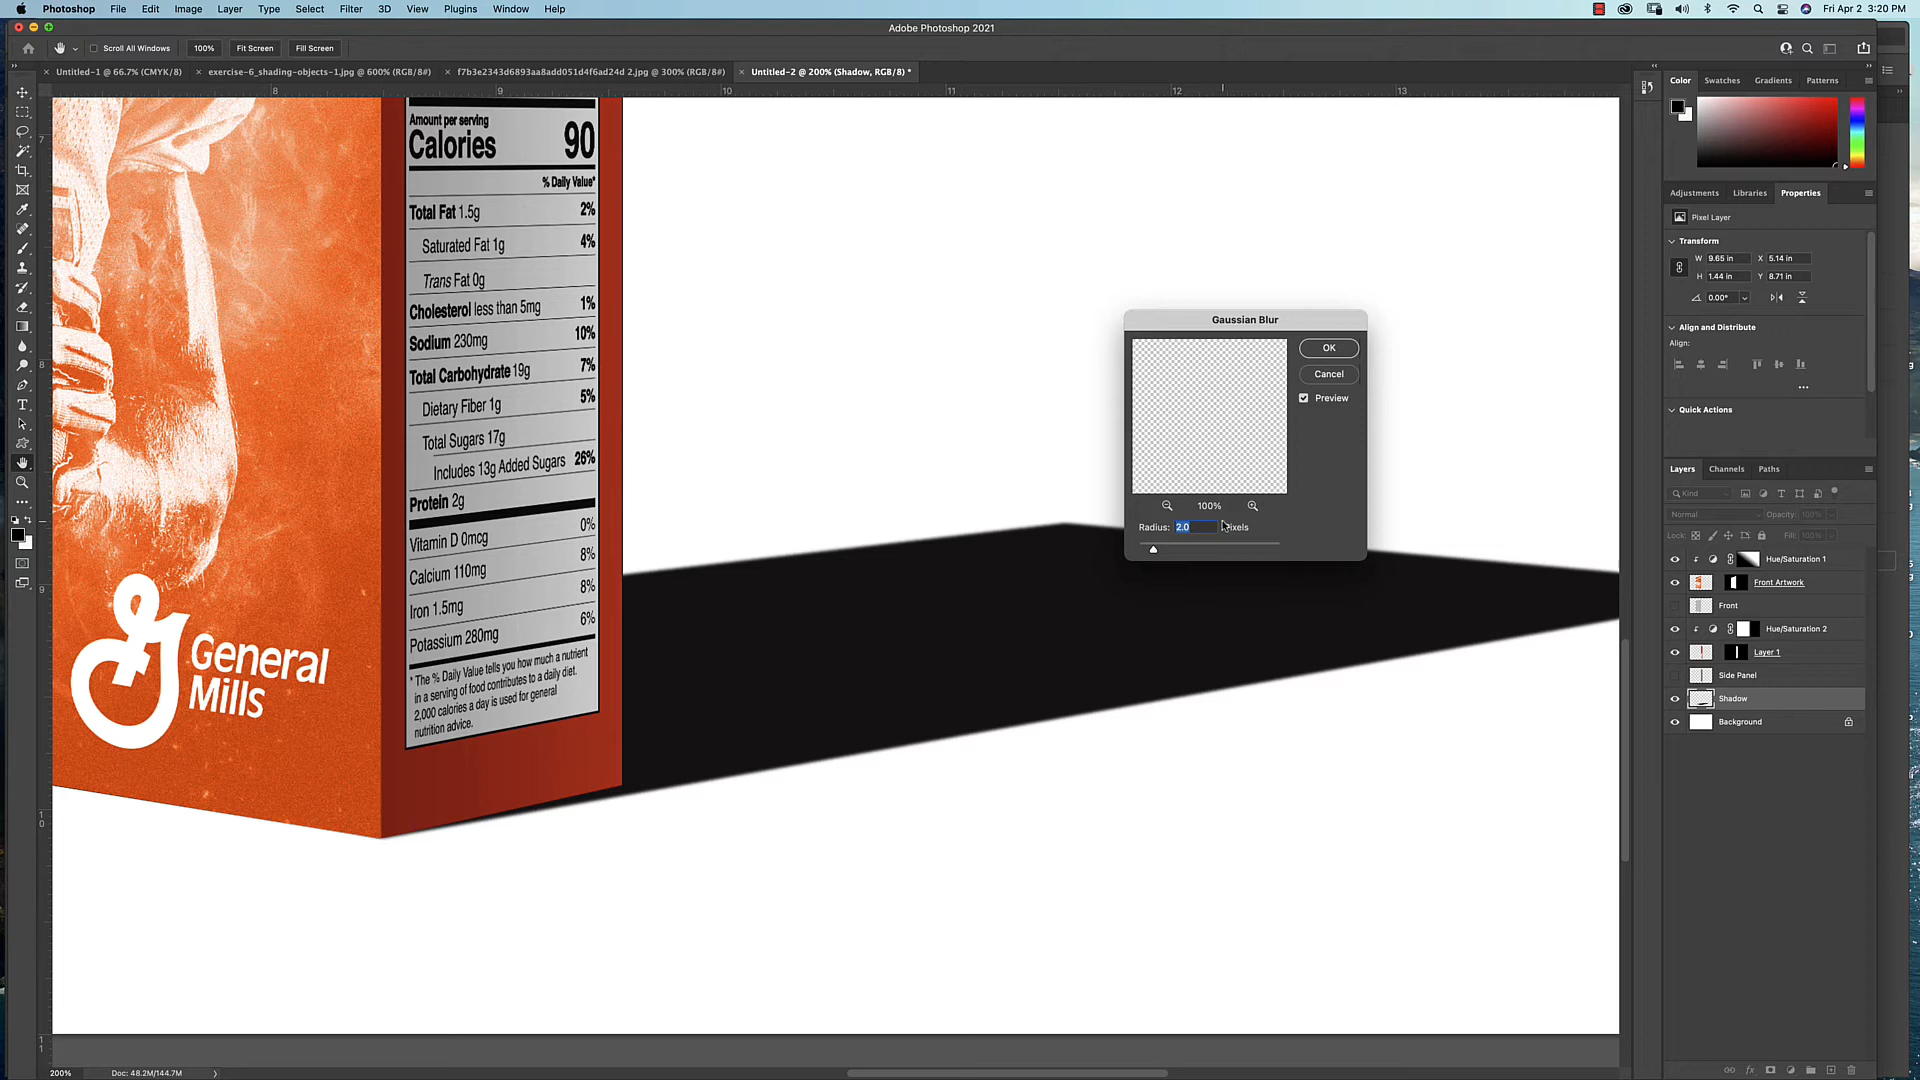 Photoshop File Edit Image Layer Type Select Filter 3D View Plugins Window Help Fri Apr 2 3:20 PM
Adobe Photoshop 2021
Scroll All Windows 100% Fit Screen Fill Screen
Untitled-1 @ 66.7% (CMYK/8) exercise-6_shading-objects-1.jpg @ 600% (RGB/8#) f7b3e2343d6893aa8add051d4f6ad24d 2.jpg @ 300% (RGB/8#) Untitled-2 @ 200% (Shadow, RGB/8) *
8 9 10 11 12 13
7
8
9
10
11
Amount per serving
Calories 90
% Daily Value*
Total Fat 1.5g 2%
Saturated Fat 1g 4%
Trans Fat 0g
Cholesterol less than 5mg 1%
Sodium 230mg 10%
Total Carbohydrate 19g 7%
Dietary Fiber 1g 5%
Total Sugars 17g
Includes 13g Added Sugars 26%
Protein 2g
Vitamin D 0mcg 0%
Calcium 110mg 8%
Iron 1.5mg 8%
Potassium 280mg 6%
* The % Daily Value tells you how much a nutrient
in a serving of food contributes to a daily diet.
2,000 calories a day is used for general
nutrition advice.
G
General
Mills
Gaussian Blur
OK
Cancel
Preview
100%
Radius: 2.0 Pixels
Color Swatches Gradients Patterns
Adjustments Libraries Properties
Pixel Layer
Transform
W 9.65 in X 5.14 in
H 1.44 in Y 8.71 in
0.00°
Align and Distribute
Align:
Quick Actions
Layers Channels Paths
Kind
Normal Opacity: 100%
Lock: Fill: 100%
Hue/Saturation 1
Front Artwork
Front
Hue/Saturation 2
Layer 1
Side Panel
Shadow
Background
200% Doc: 48.2M/144.7M